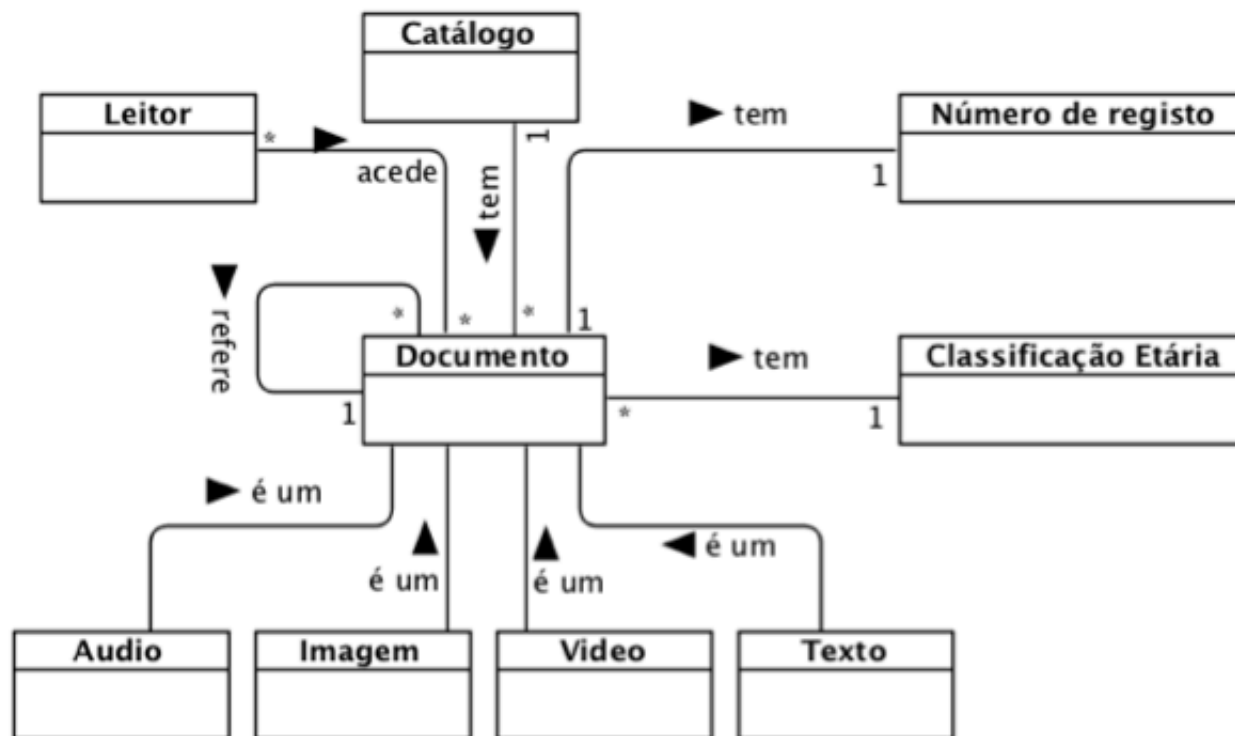 Catálogo
Leitor
Número de registo
* acede *
1 tem *
tem
1
1
refere
*
1
Documento
Classificação Etária
tem
*
1
é um
é um
é um
é um
Audio
Imagem
Video
Texto